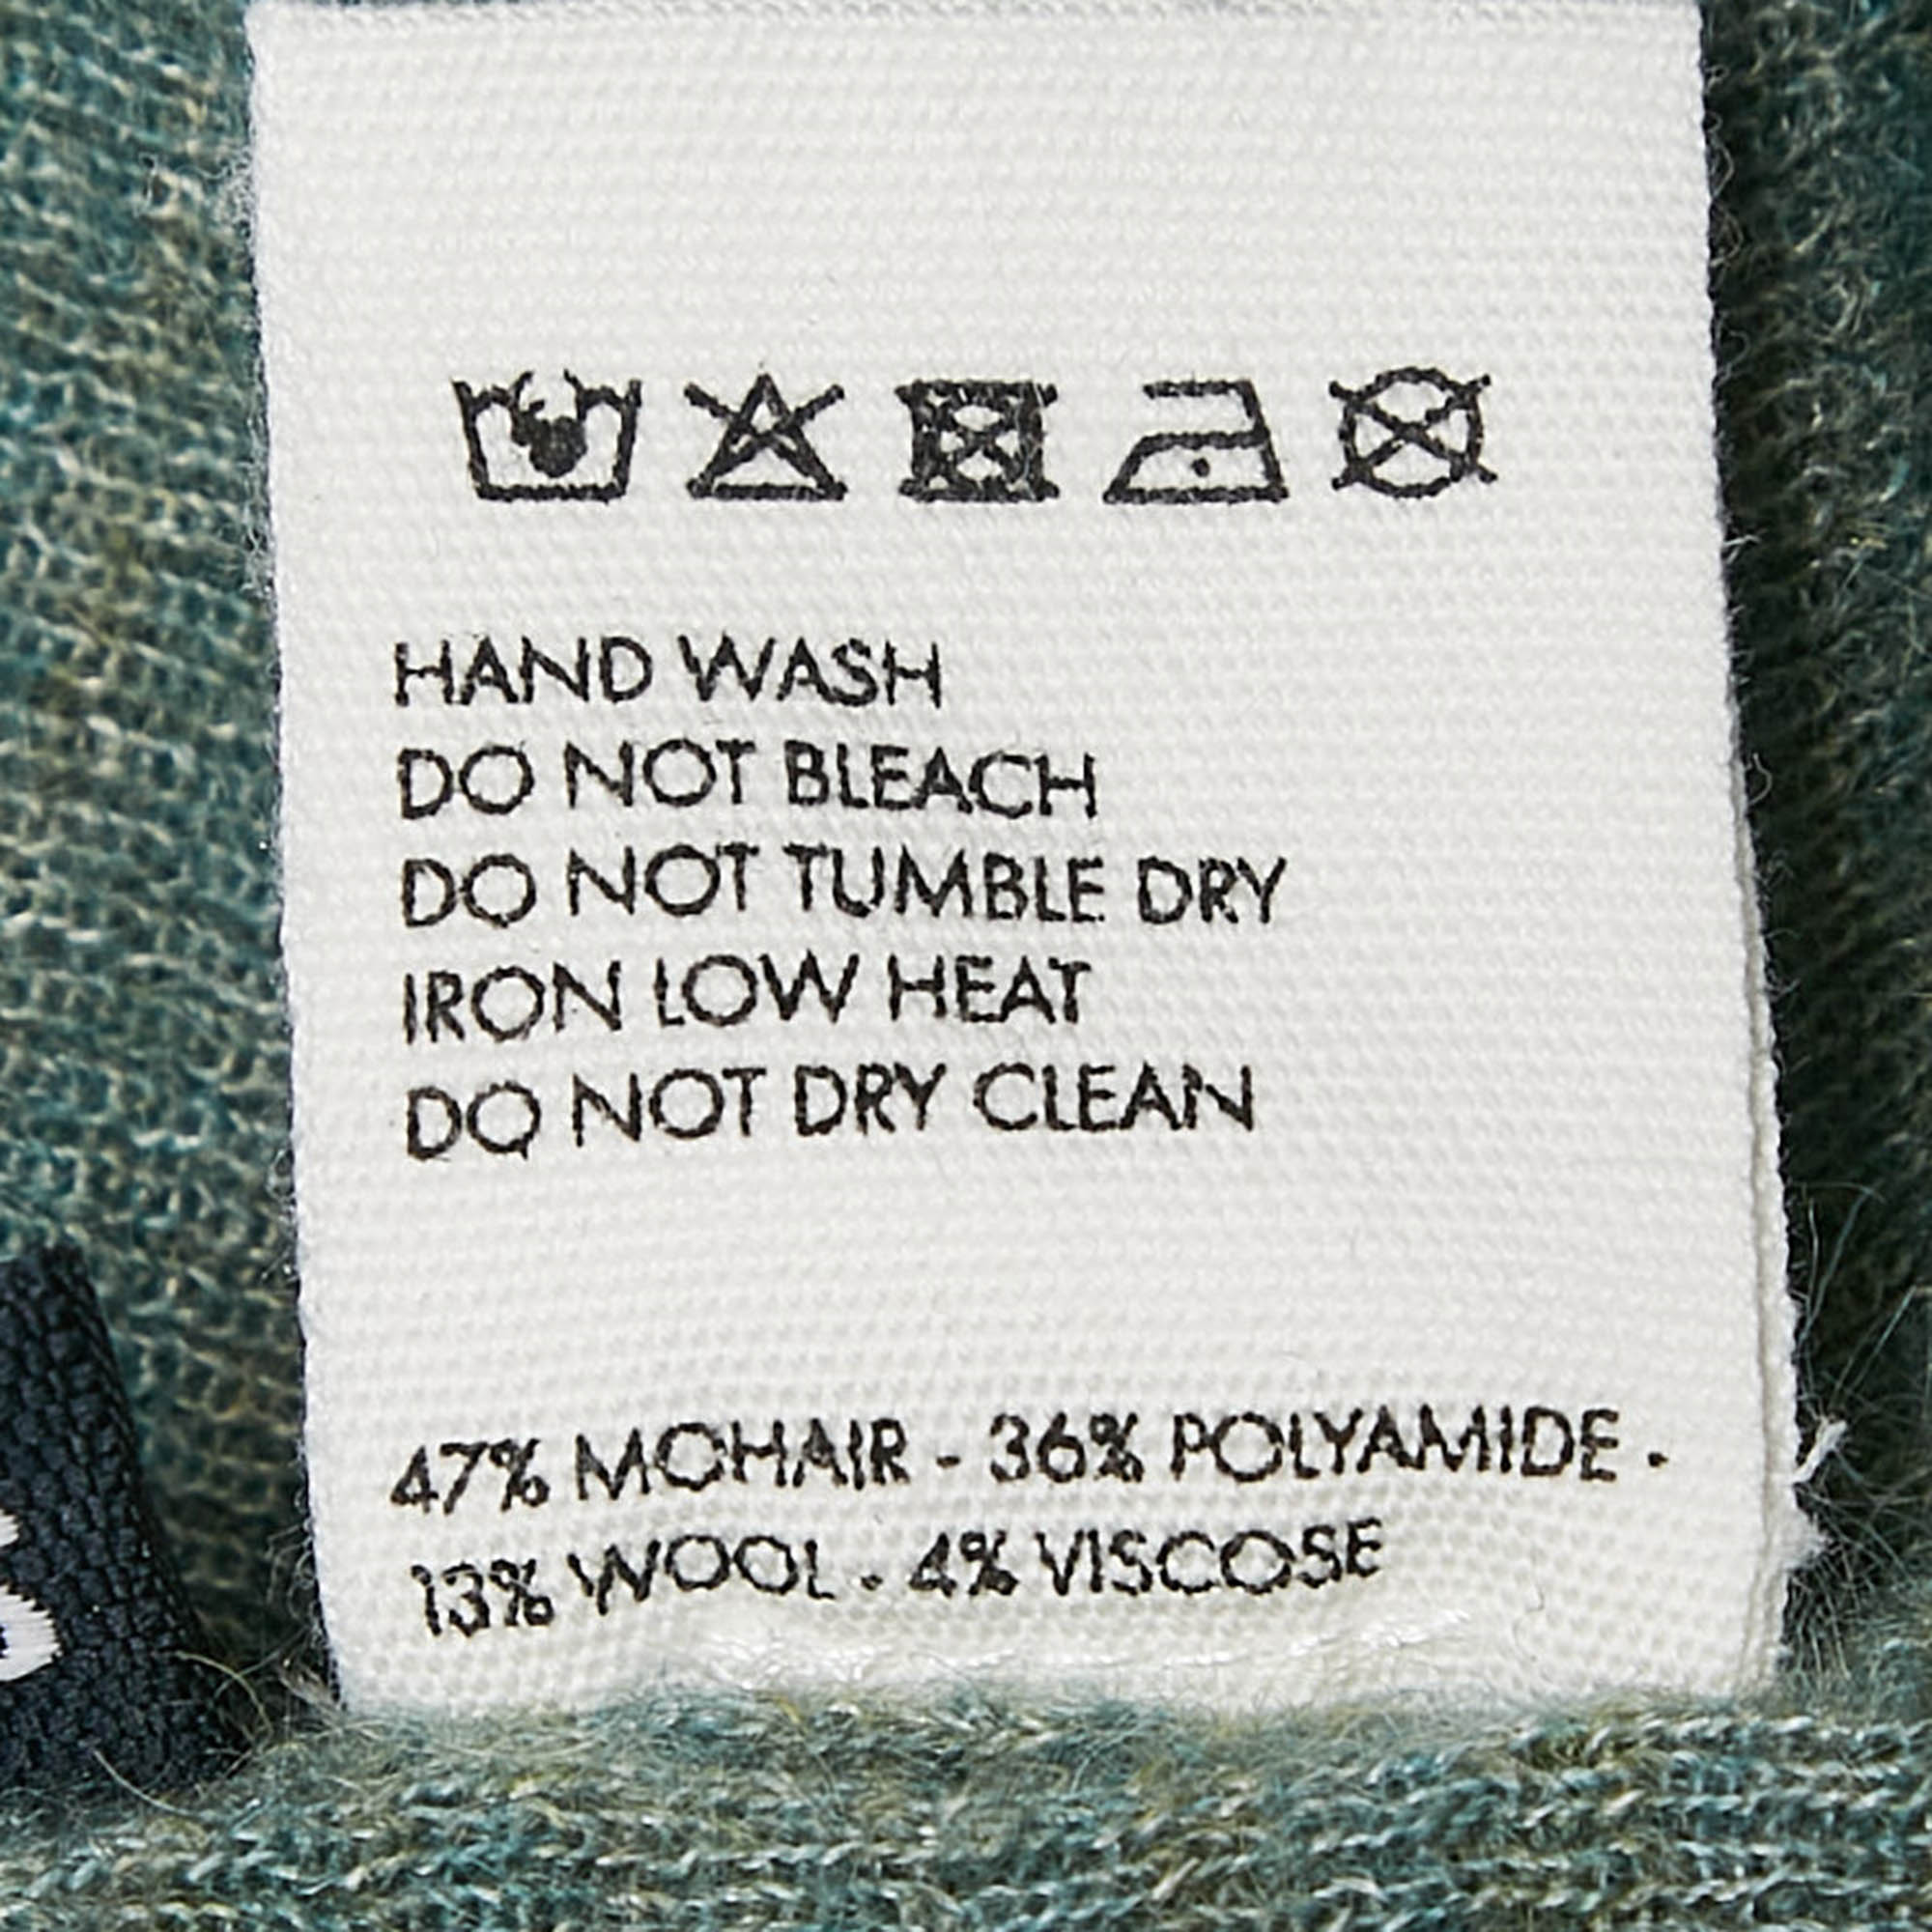 HAND WASH
DO NOT BLEACH
DO NOT TUMBLE DRY
IRON LOW HEAT
DO NOT DRY CLEAN
47% MOHAIR - 36% POLYAMIDE -
13% WOOL - 4% VISCOSE